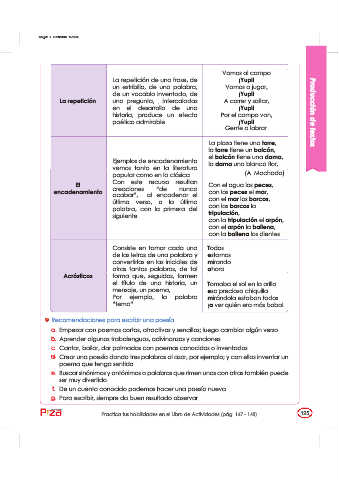 La repetición
La repetición de una frase, de
un estribillo, de una palabra,
de un vocablo inventado, de
una pregunta, intercaladas
en el desarrollo de una
historia, produce un efecto
poético admirable
Vamos al campo
¡Yupi!
Vamos a jugar,
¡Yupi!
A correr y saltar,
¡Yupi!
Por el campo van,
¡Yupi!
Gente a labrar
El
encadenamiento
Ejemplos de encadenamiento
vemos tanto en la literatura
popular como en la clásica
Con este recurso resultan
creaciones "de nunca
acabar", al encadenar el
último verso, o la última
palabra, con la primera del
siguiente
La plaza tiene una torre,
la torre tiene un balcón,
el balcón tiene una dama,
la dama una blanca flor,
(A. Machado)
Con el agua los peces,
con los peces el mar,
con el mar los barcos,
con los barcos la
tripulación,
con la tripulación el arpón,
con el arpón la ballena,
con la ballena los dientes
Acrósticos
Consiste en tomar cada una
de las letras de una palabra y
convertirlas en las iniciales de
otras tantas palabras, de tal
forma que, seguidas, formen
el título de una historia, un
mensaje, un poema,
Por ejemplo, la palabra
"tema"
Todos
estamos
mirando
ahora
Tomaba el sol en la orilla
ese precioso chiquillo
mirándola estaban todos
ya ver quién era más bobo!
Producción de textos
Recomendaciones para escribir una poesía
a. Empezar con poemas cortos, atractivos y sencillos; luego cambiar algún verso
b. Aprender algunos trabalenguas, adivinanzas y canciones
c. Cantar, bailar, dar palmadas con poemas conocidos o inventados
d. Crear una poesía dando tres palabras al azar, por ejemplo; y con ellas inventar un
poema que tenga sentido
e. Buscar sinónimos y antónimos o palabras que rimen unas con otras también puede
ser muy divertido
f. De un cuento conocido podemos hacer una poesía nueva
g. Para escribir, siempre da buen resultado observar
Practica tus habilidades en el Libro de Actividades (pág. 147 - 148)
125